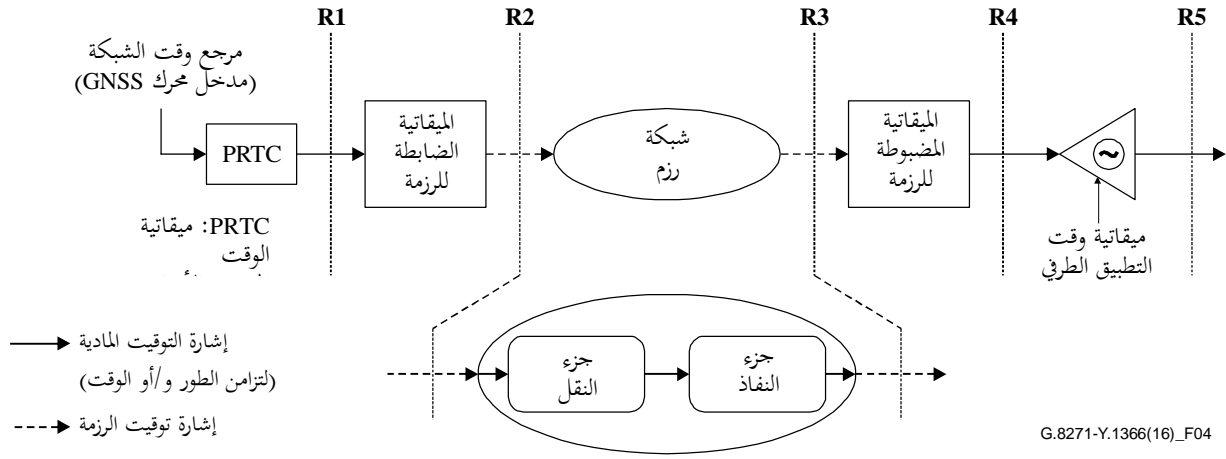 R1 R2 R3 R4 R5
مرجع وقت الشبكة
(مدخل محرك GNSS)
PRTC
الميقاتية
الضابطة
للرزمة
شبكة
رزم
الميقاتية
المضبوطة
للرزمة
ميقاتية وقت
التطبيق الطرفي
PRTC: ميقاتية
الوقت
جزء
النقل
جزء
النفاذ
إشارة التوقيت المادية
(لتزامن الطور و/أو الوقت)
إشارة توقيت الرزمة
G.8271-Y.1366(16)_F04